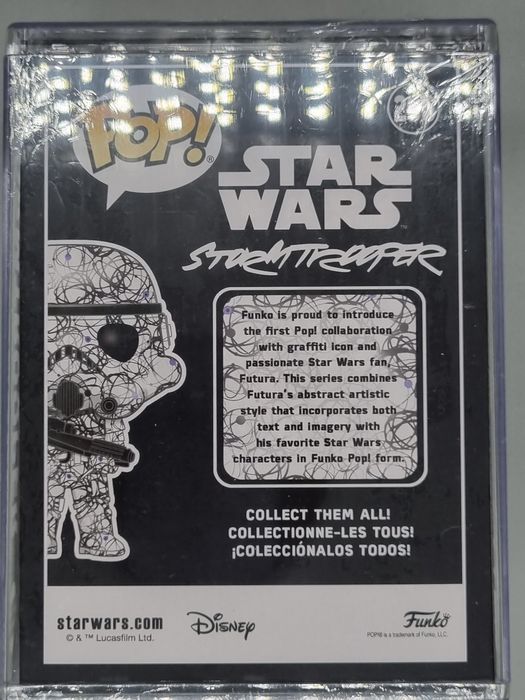 POP!®
STAR
WARS™
STORMTROOPER
Funko is proud to introduce
the first Pop! collaboration
with graffiti icon and
passionate Star Wars fan,
Futura. This series combines
Futura's abstract artistic
style that incorporates both
text and imagery with
his favorite Star Wars
characters in Funko Pop! form.
COLLECT THEM ALL!
COLLECTIONNE-LES TOUS!
¡COLECCIÓNALOS TODOS!
starwars.com
© & ™ Lucasfilm Ltd.
Disney
Funko
POP!® is a trademark of Funko, LLC.